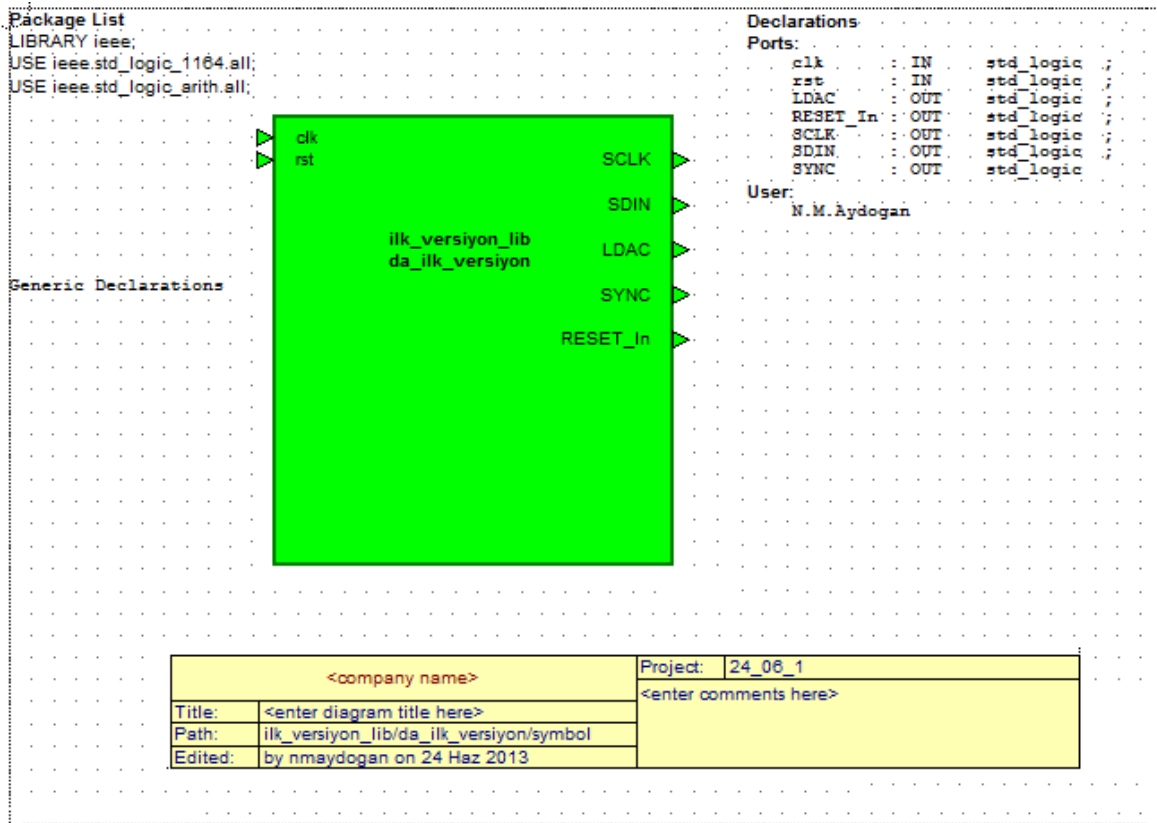 Package List
LIBRARY ieee;
USE ieee.std_logic_1164.all;
USE ieee.std_logic_arith.all;
Declarations
Ports:
clk : IN std_logic ;
rst : IN std_logic ;
LDAC : OUT std_logic ;
RESET_In : OUT std_logic ;
SCLK : OUT std_logic ;
SDIN : OUT std_logic ;
SYNC : OUT std_logic
User:
N.M.Aydogan
clk
rst
SCLK
SDIN
LDAC
SYNC
RESET_In
ilk_versiyon_lib
da_ilk_versiyon
Generic Declarations
<company name>
Title: <enter diagram title here>
Path: ilk_versiyon_lib/da_ilk_versiyon/symbol
Edited: by nmaydogan on 24 Haz 2013
Project: 24_06_1
<enter comments here>